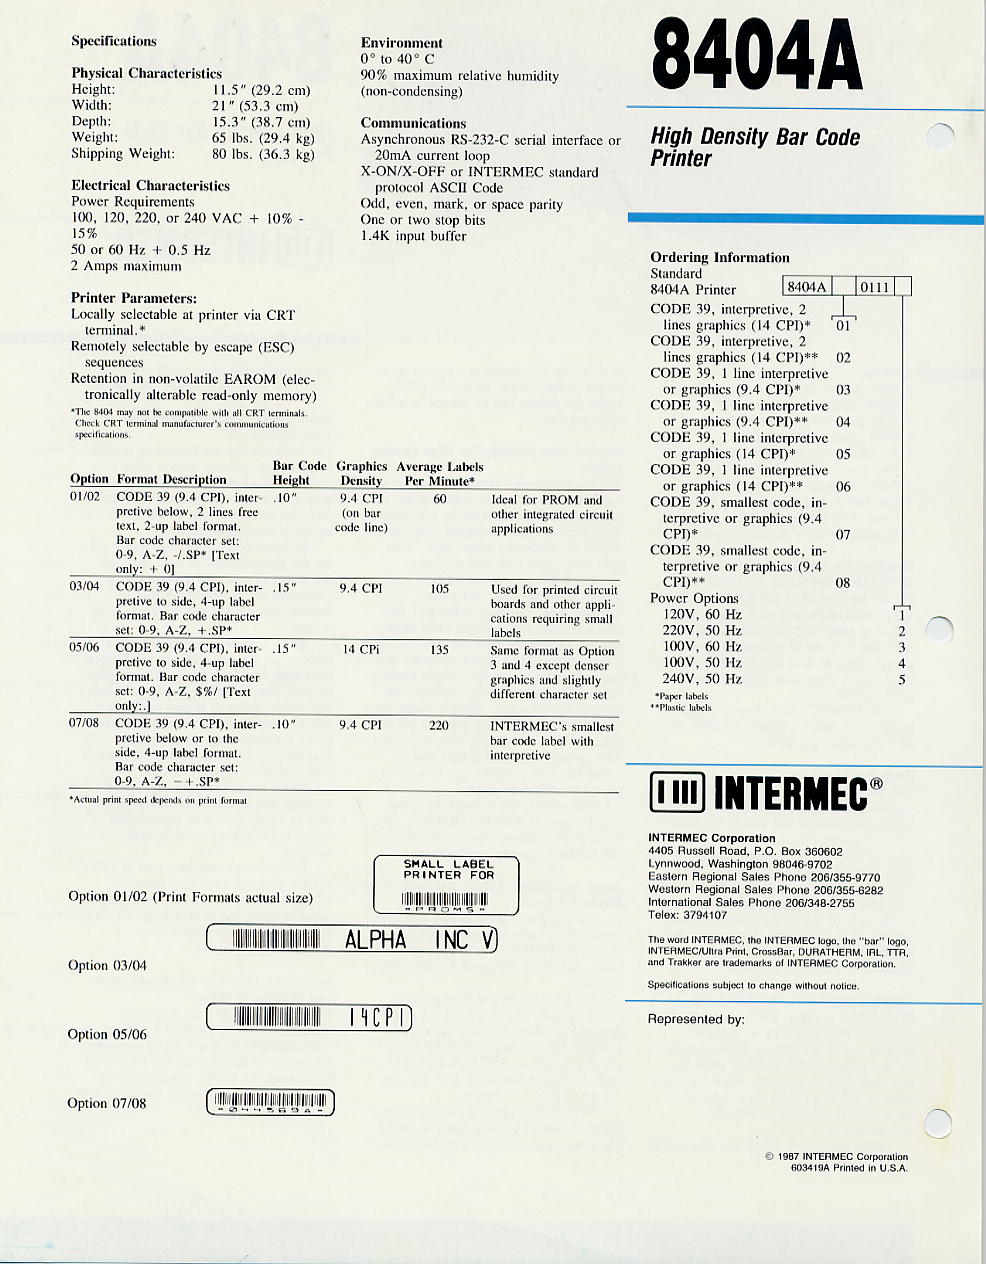 Specifications
Physical Characteristics
Height: 11.5" (29.2 cm)
Width: 21" (53.3 cm)
Depth: 15.3" (38.7 cm)
Weight: 65 lbs. (29.4 kg)
Shipping Weight: 80 lbs. (36.3 kg)
Electrical Characteristics
Power Requirements
100, 120, 220, or 240 VAC + 10% -
15%
50 or 60 Hz + 0.5 Hz
2 Amps maximum
Printer Parameters:
Locally selectable at printer via CRT
terminal.*
Remotely selectable by escape (ESC)
sequences
Retention in non-volatile EAROM (elec-
tronically alterable read-only memory)
*The 8404 may not be compatible with all CRT terminals.
Check CRT terminal manufacturer's communications
specifications.
Environment
0° to 40° C
90% maximum relative humidity
(non-condensing)
Communications
Asynchronous RS-232-C serial interface or
20mA current loop
X-ON/X-OFF or INTERMEC standard
protocol ASCII Code
Odd, even, mark, or space parity
One or two stop bits
1.4K input buffer
Bar Code Graphics Average Labels
Option Format Description Height Density Per Minute*
01/02 CODE 39 (9.4 CPI), inter- .10" 9.4 CPI 60 Ideal for PROM and
pretive below, 2 lines free (on bar other integrated circuit
text, 2-up label format. code line) applications
Bar code character set:
0-9, A-Z, -/.SP* [Text
only: + 0]
03/04 CODE 39 (9.4 CPI), inter- .15" 9.4 CPI 105 Used for printed circuit
pretive to side, 4-up label boards and other appli-
format. Bar code character cations requiring small
set: 0-9, A-Z, +.SP* labels
05/06 CODE 39 (9.4 CPI), inter- .15" 14 CPi 135 Same format as Option
pretive to side, 4-up label 3 and 4 except denser
format. Bar code character graphics and slightly
set: 0-9, A-Z, $%/ [Text different character set
only:.]
07/08 CODE 39 (9.4 CPI), inter- .10" 9.4 CPI 220 INTERMEC's smallest
pretive below or to the bar code label with
side, 4-up label format. interpretive
Bar code character set:
0-9, A-Z, – +.SP*
*Actual print speed depends on print format
SMALL LABEL
PRINTER FOR
Option 01/02 (Print Formats actual size)
*PROMS*
ALPHA INC V
Option 03/04
14CPI
Option 05/06
Option 07/08
8404A
High Density Bar Code
Printer
Ordering Information
Standard
8404A Printer 8404A 0111
CODE 39, interpretive, 2
lines graphics (14 CPI)* 01
CODE 39, interpretive, 2
lines graphics (14 CPI)** 02
CODE 39, 1 line interpretive
or graphics (9.4 CPI)* 03
CODE 39, 1 line interpretive
or graphics (9.4 CPI)** 04
CODE 39, 1 line interpretive
or graphics (14 CPI)* 05
CODE 39, 1 line interpretive
or graphics (14 CPI)** 06
CODE 39, smallest code, in-
terpretive or graphics (9.4
CPI)* 07
CODE 39, smallest code, in-
terpretive or graphics (9.4
CPI)** 08
Power Options
120V, 60 Hz 1
220V, 50 Hz 2
100V, 60 Hz 3
100V, 50 Hz 4
240V, 50 Hz 5
*Paper labels
**Plastic labels
INTERMEC®
INTERMEC Corporation
4405 Russell Road, P.O. Box 360602
Lynnwood, Washington 98046-9702
Eastern Regional Sales Phone 206/355-9770
Western Regional Sales Phone 206/355-6282
International Sales Phone 206/348-2755
Telex: 3794107
The word INTERMEC, the INTERMEC logo, the "bar" logo,
INTERMEC/Ultra Print, CrossBar, DURATHERM, IRL, TTR,
and Trakker are trademarks of INTERMEC Corporation.
Specifications subject to change without notice.
Represented by:
© 1987 INTERMEC Corporation
603419A Printed in U.S.A.